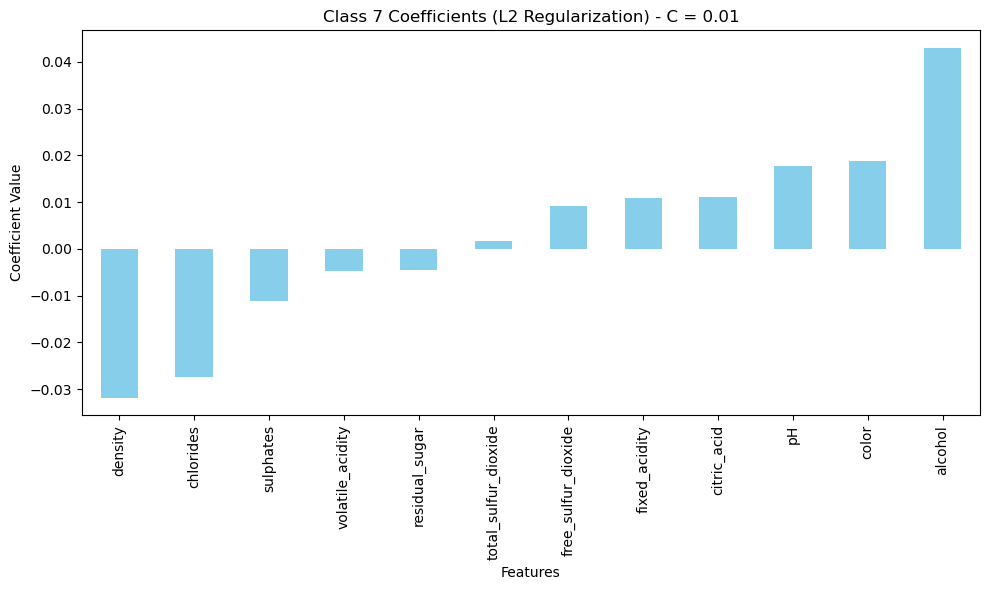 Class 7 Coefficients (L2 Regularization) - C = 0.01
Coefficient Value
0.04
0.03
0.02
0.01
0.00
−0.01
−0.02
−0.03
density
chlorides
sulphates
volatile_acidity
residual_sugar
total_sulfur_dioxide
free_sulfur_dioxide
fixed_acidity
citric_acid
pH
color
alcohol
Features